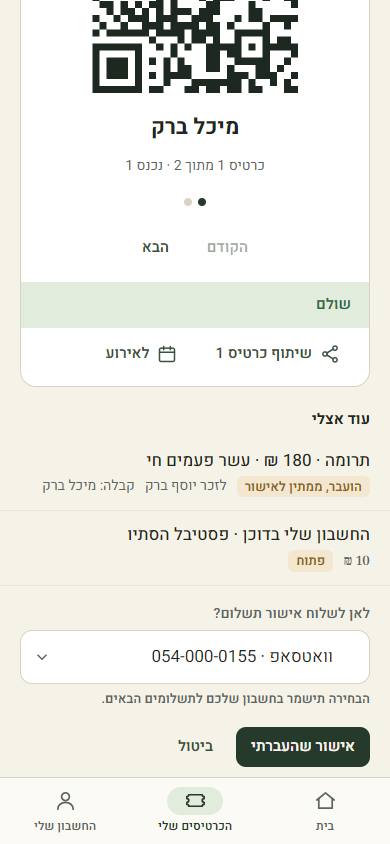 מיכל ברק
כרטיס 1 מתוך 2 · נכנס 1
הקודם הבא
שולם
שיתוף כרטיס 1 לאירוע
עוד אצלי
תרומה · 180 ₪ · עשר פעמים חי
הועבר, ממתין לאישור לזכר יוסף ברק קבלה: מיכל ברק
החשבון שלי בדוכן · פסטיבל הסתיו
10 ₪ פתוח
לאן לשלוח אישור תשלום?
וואטסאפ · 054-000-0155
הבחירה תישמר בחשבון שלכם לתשלומים הבאים.
אישור שהעברתי ביטול
בית הכרטיסים שלי החשבון שלי